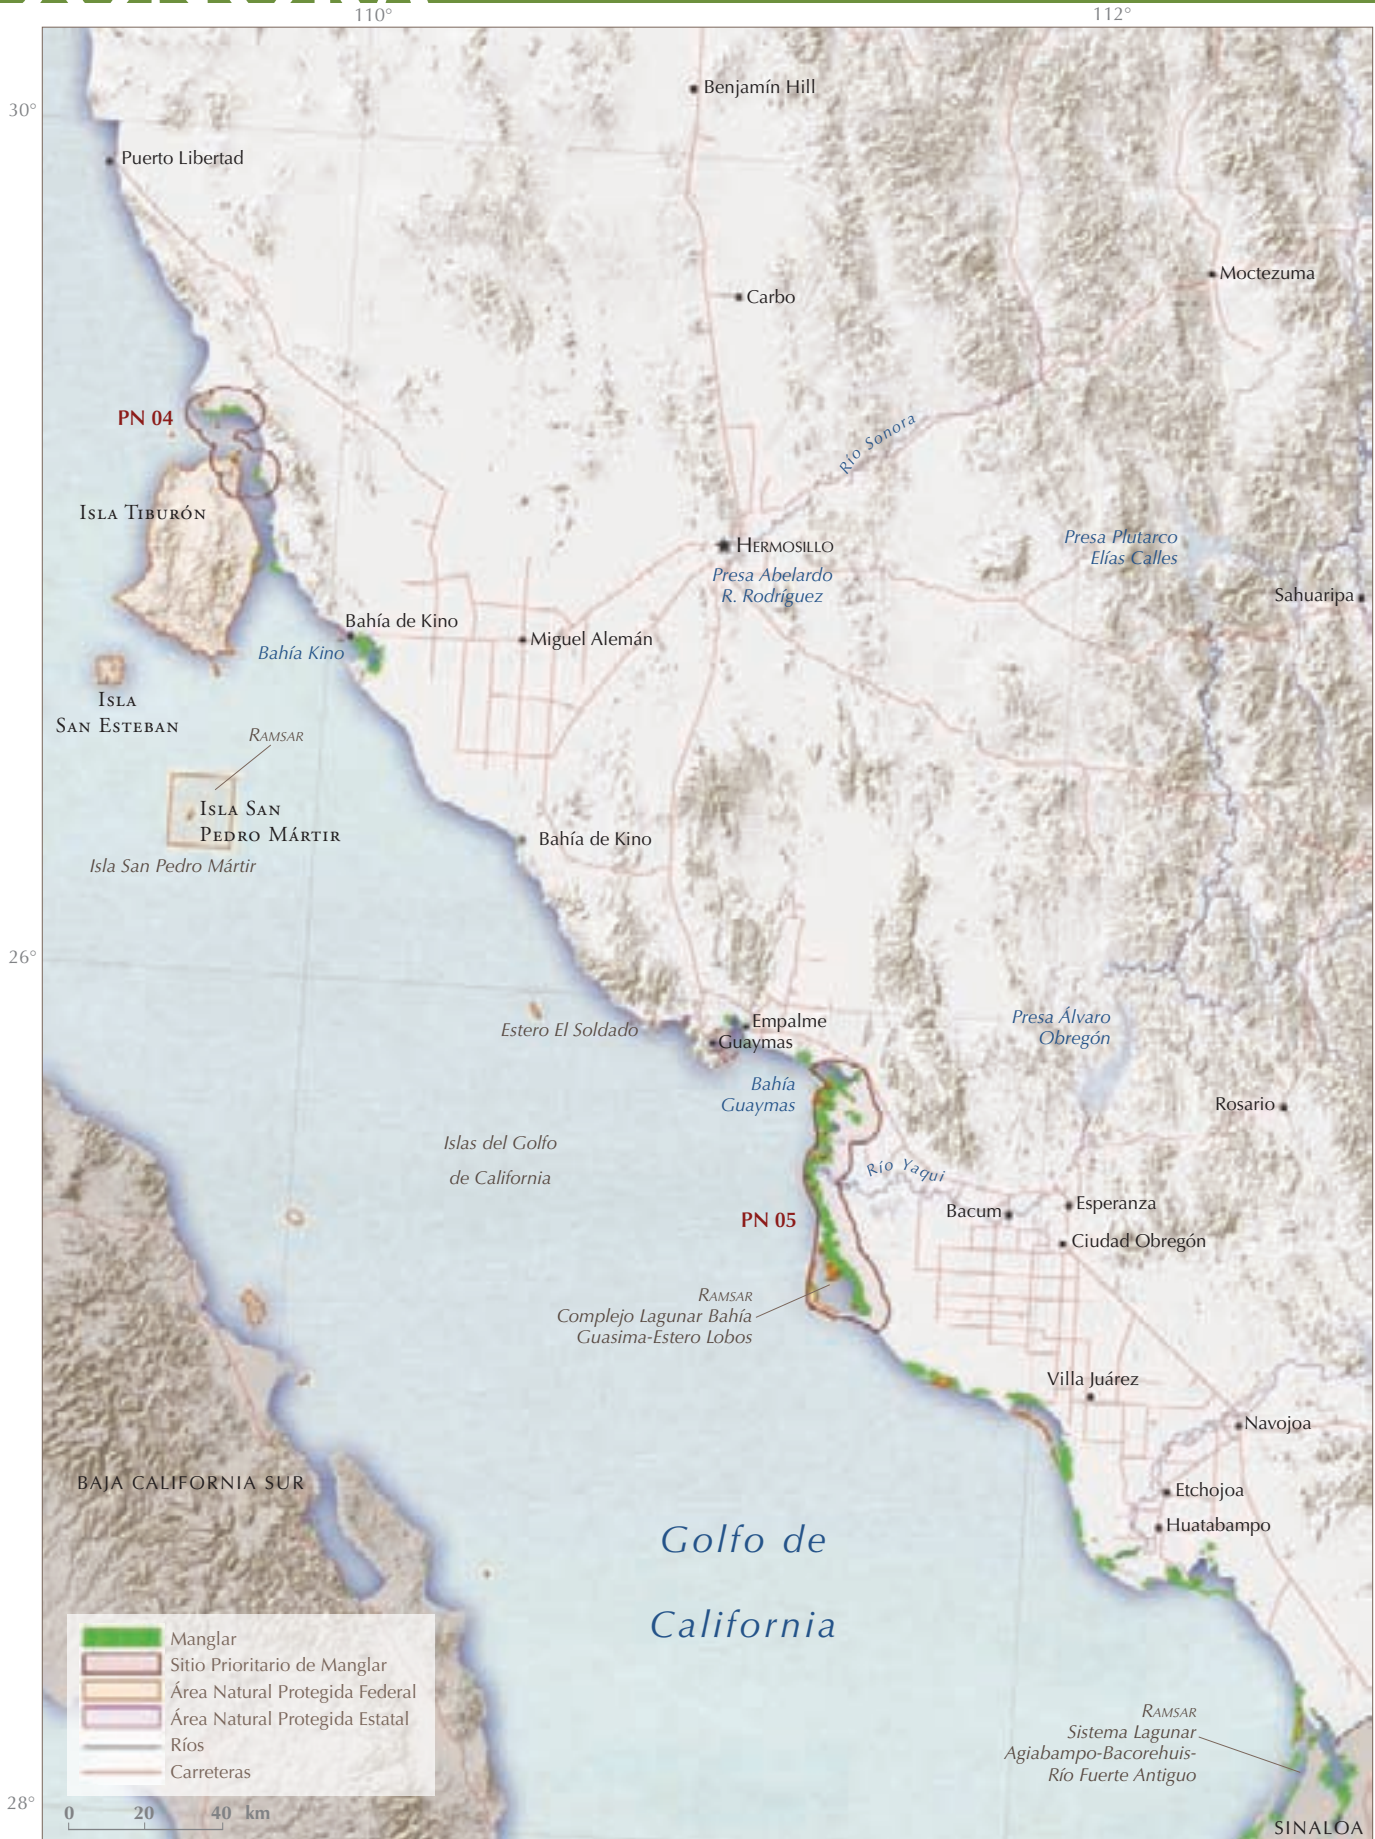 110°
112°
30°
Benjamín Hill
Puerto Libertad
Moctezuma
Carbo
PN 04
Río Sonora
Isla Tiburón
Hermosillo
Presa Abelardo
R. Rodríguez
Presa Plutarco
Elías Calles
Sahuaripa
Bahía de Kino
Miguel Alemán
Bahía Kino
Isla
San Esteban
Ramsar
Isla San
Pedro Mártir
Isla San Pedro Mártir
Bahía de Kino
26°
Estero El Soldado
Empalme
Guaymas
Presa Álvaro
Obregón
Bahía
Guaymas
Rosario
Islas del Golfo
de California
Río Yaqui
PN 05
Bacum
Esperanza
Ciudad Obregón
Ramsar
Complejo Lagunar Bahía
Guasima-Estero Lobos
Villa Juárez
Navojoa
BAJA CALIFORNIA SUR
Etchojoa
Huatabampo
Golfo de
California
Manglar
Sitio Prioritario de Manglar
Área Natural Protegida Federal
Área Natural Protegida Estatal
Ríos
Carreteras
Ramsar
Sistema Lagunar
Agiabampo-Bacorehuis-
Río Fuerte Antiguo
28°
0 20 40 km
SINALOA